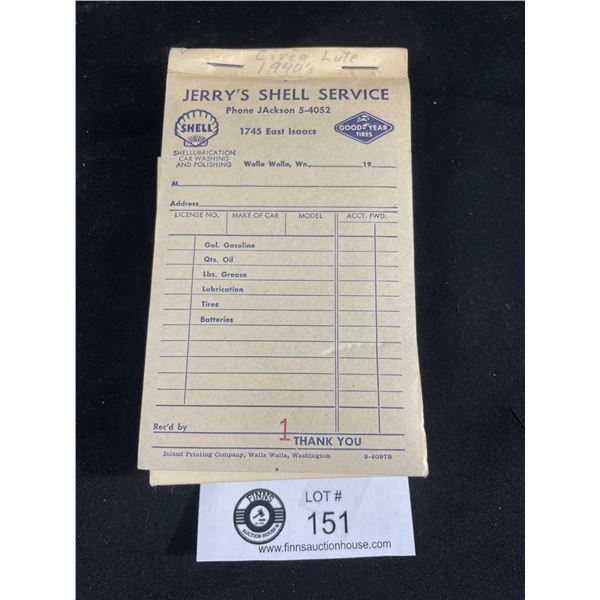 Circa Late
1940's
JERRY'S SHELL SERVICE
Phone JAckson 5-4052
1745 East Isaacs
SHELL
SHELLUBRICATION
CAR WASHING
AND POLISHING
GOOD YEAR
TIRES
Walla Walla, Wn., 19
M
Address
LICENSE NO. MAKE OF CAR MODEL ACCT. FWD.
Gal. Gasoline
Qts. Oil
Lbs. Grease
Lubrication
Tires
Batteries
Rec'd by 1 THANK YOU
Inland Printing Company, Walla Walla, Washington 9-40978
FINNS
AUCTION HOUSE
LOT #
151
www.finnsauctionhouse.com